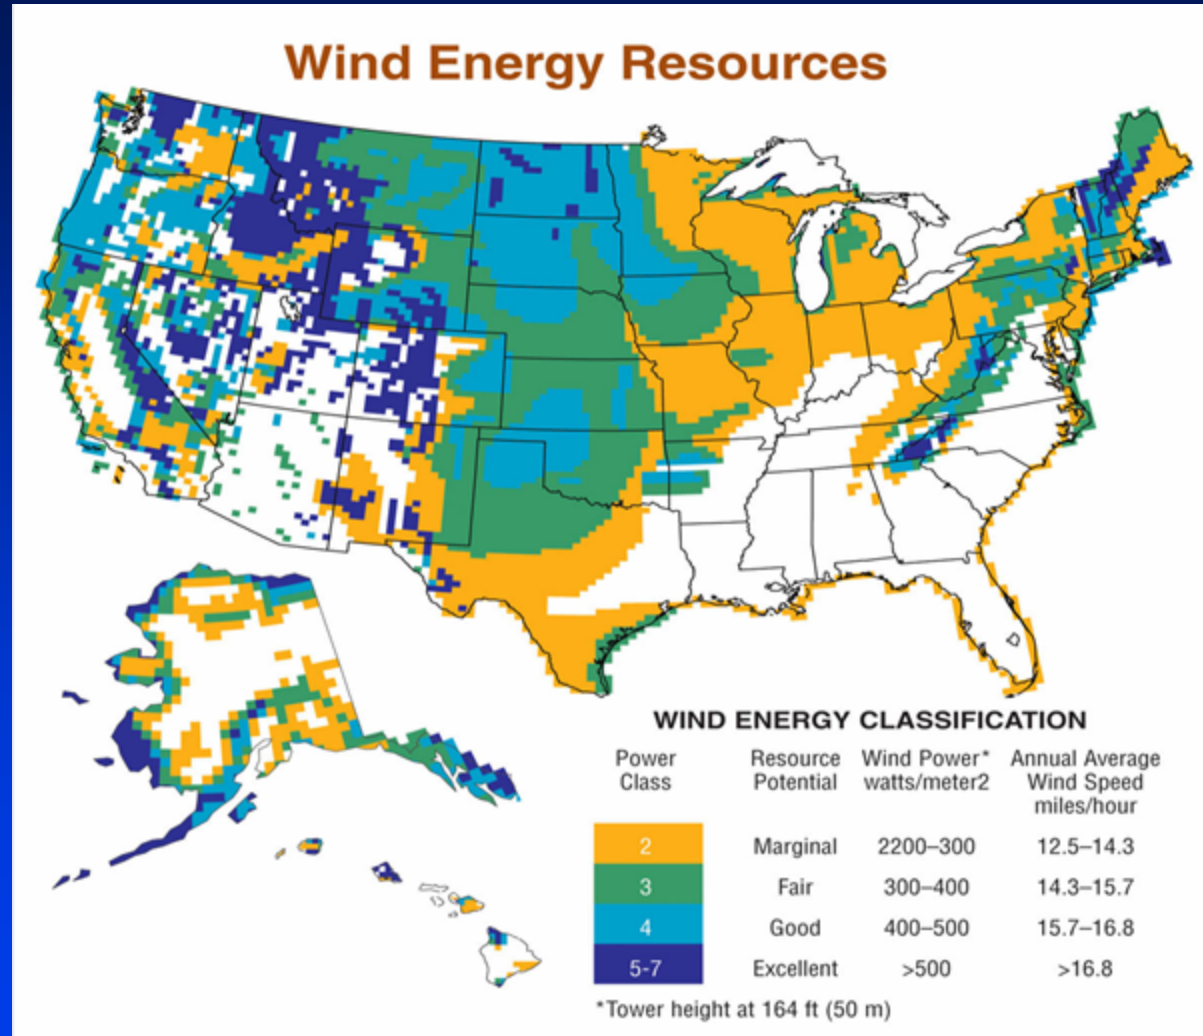 Wind Energy Resources
WIND ENERGY CLASSIFICATION
Power Class Resource Potential Wind Power* watts/meter2 Annual Average Wind Speed miles/hour
2 Marginal 2200–300 12.5–14.3
3 Fair 300–400 14.3–15.7
4 Good 400–500 15.7–16.8
5-7 Excellent >500 >16.8
*Tower height at 164 ft (50 m)